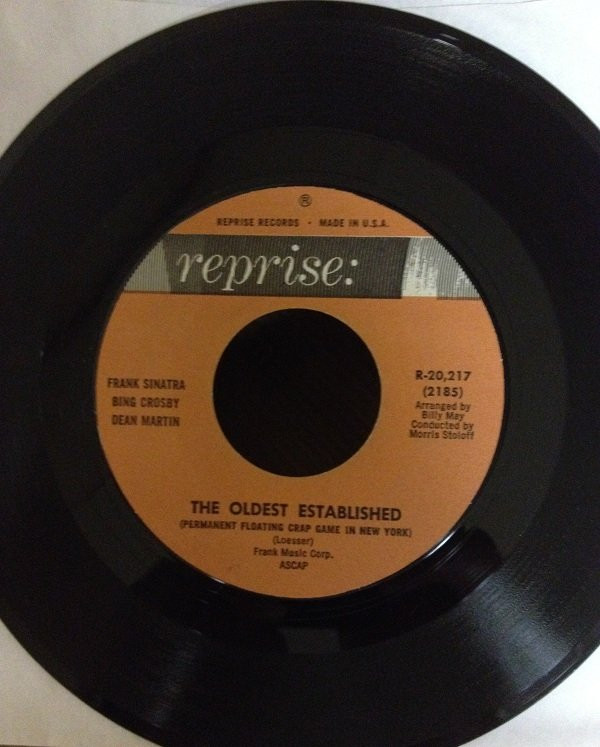 ®
REPRISE RECORDS • MADE IN U.S.A.
reprise:
FRANK SINATRA
BING CROSBY
DEAN MARTIN
R-20,217
(2185)
Arranged by
Billy May
Conducted by
Morris Stoloff
THE OLDEST ESTABLISHED
(PERMANENT FLOATING CRAP GAME IN NEW YORK)
(Loesser)
Frank Music Corp.
ASCAP